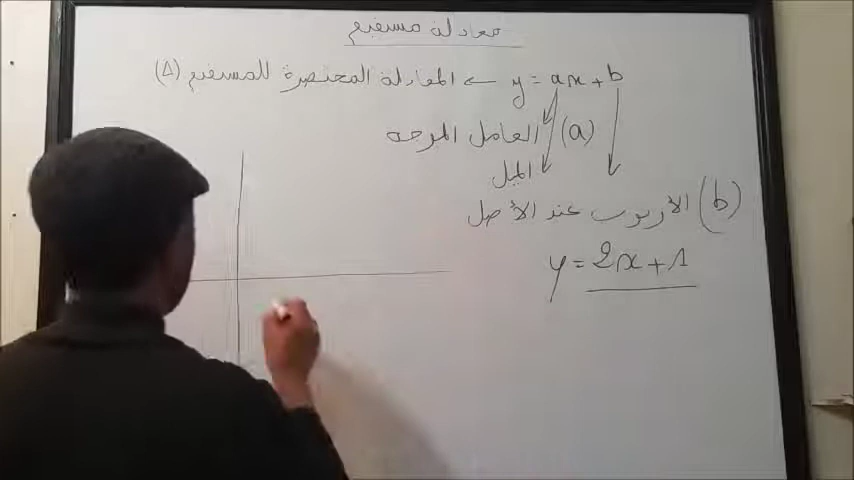 معادلة مستقيم
y = ax + b ← المعادلة المختصرة للمستقيم (Δ)
(a) العامل الموجه
الميل
(b) الأرتوب عند الأصل
y = 2x + 1